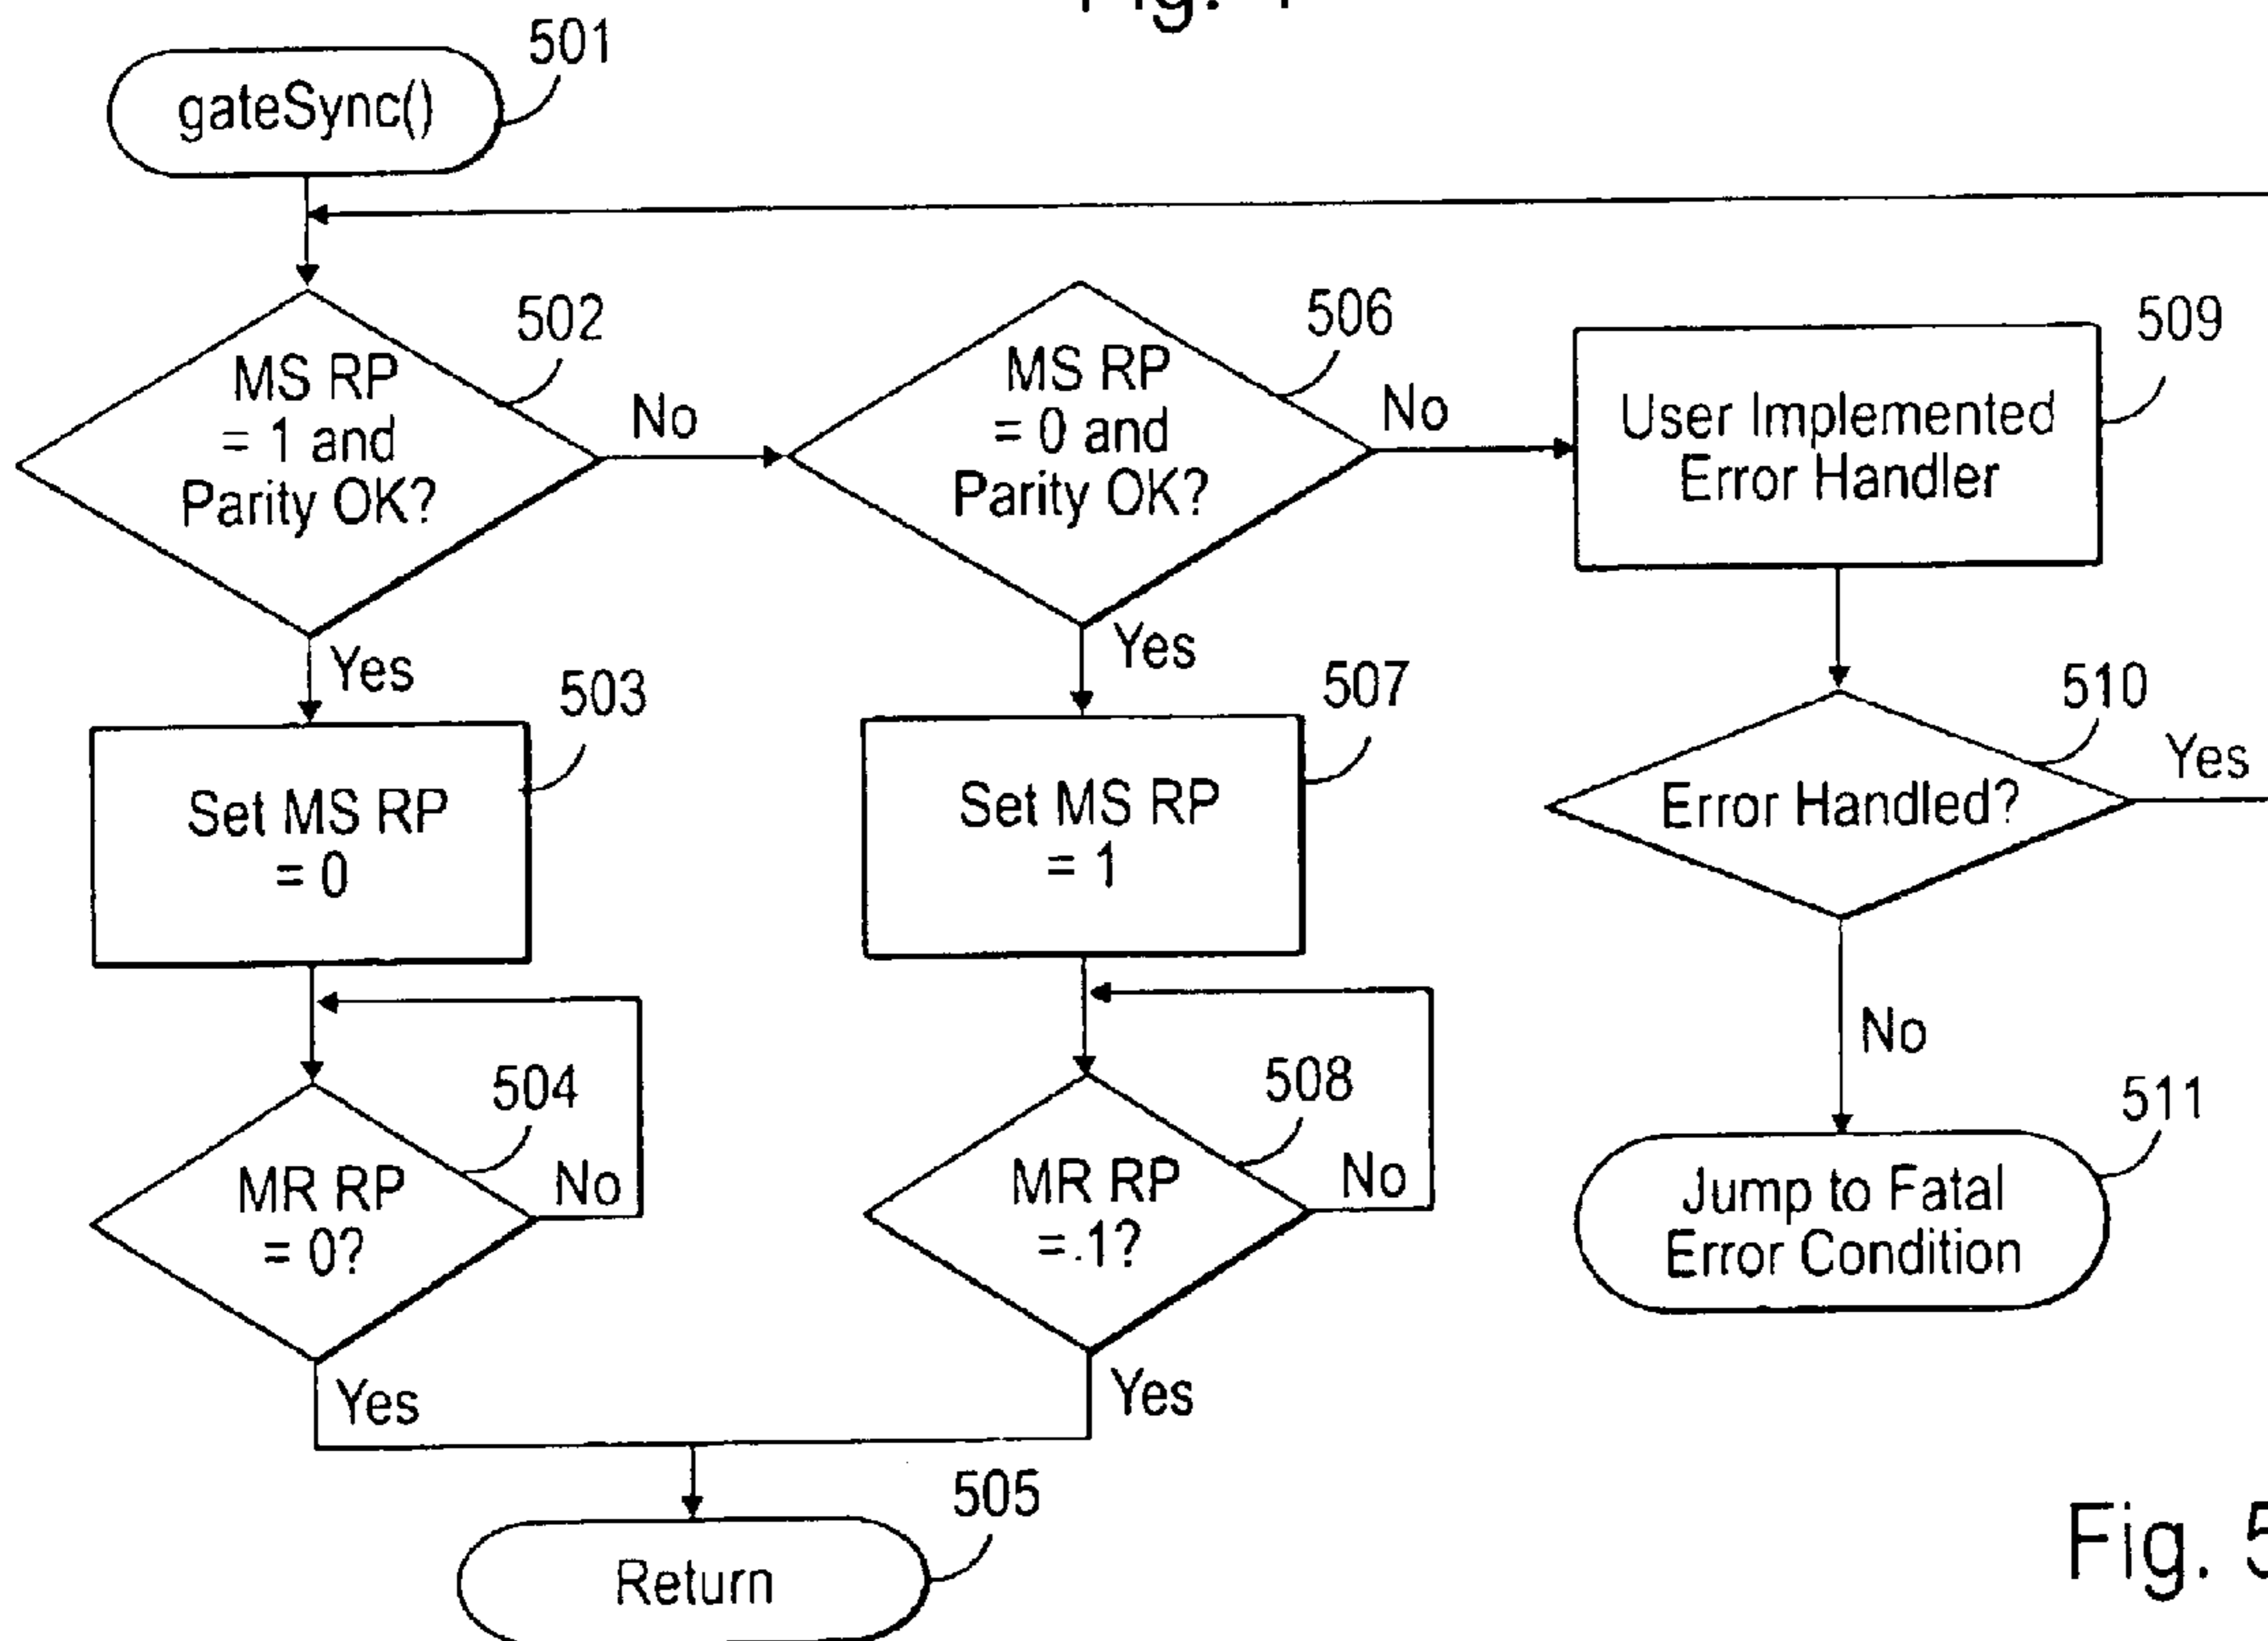 501
gateSync()
502
MS RP
= 1 and
Parity OK?
No
Yes
506
MS RP
= 0 and
Parity OK?
No
Yes
509
User Implemented
Error Handler
503
Set MS RP
= 0
507
Set MS RP
= 1
510
Error Handled?
Yes
No
504
MR RP
= 0?
No
Yes
508
MR RP
= 1?
No
Yes
511
Jump to Fatal
Error Condition
505
Return
Fig. 5